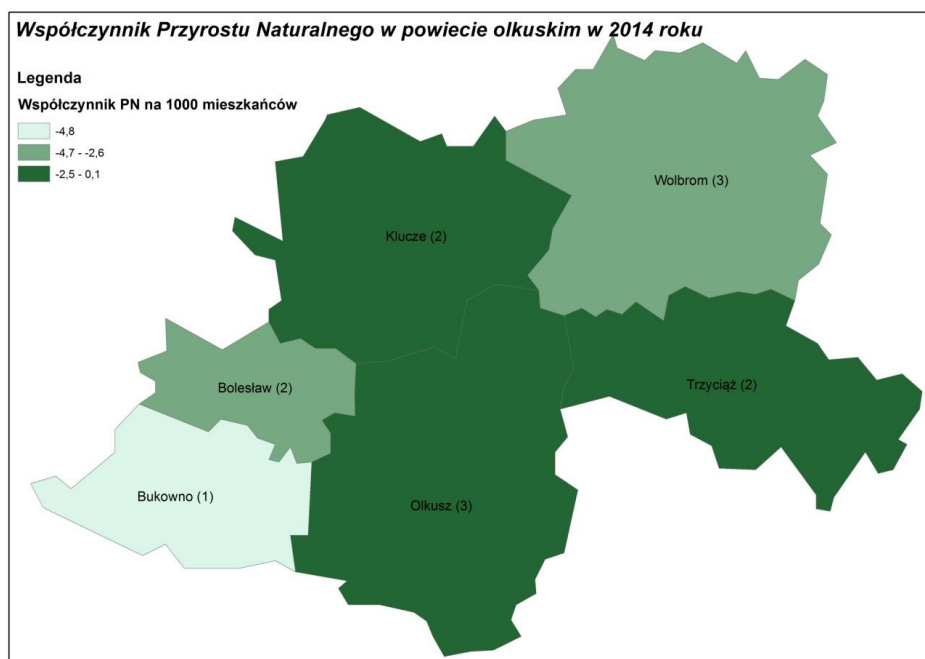 Współczynnik Przyrostu Naturalnego w powiecie olkuskim w 2014 roku
Legenda
Współczynnik PN na 1000 mieszkańców
-4,8
-4,7 - -2,6
-2,5 - 0,1
Wolbrom (3)
Klucze (2)
Bolesław (2)
Trzyciąż (2)
Bukowno (1)
Olkusz (3)